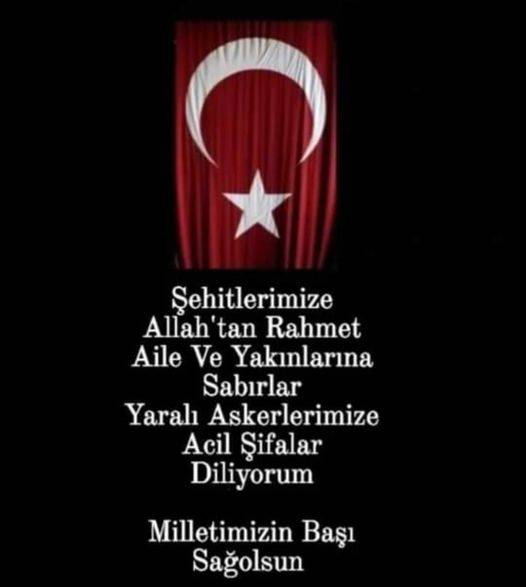 Şehitlerimize
Allah'tan Rahmet
Aile Ve Yakınlarına
Sabırlar
Yaralı Askerlerimize
Acil Şifalar
Diliyorum
Milletimizin Başı
Sağolsun